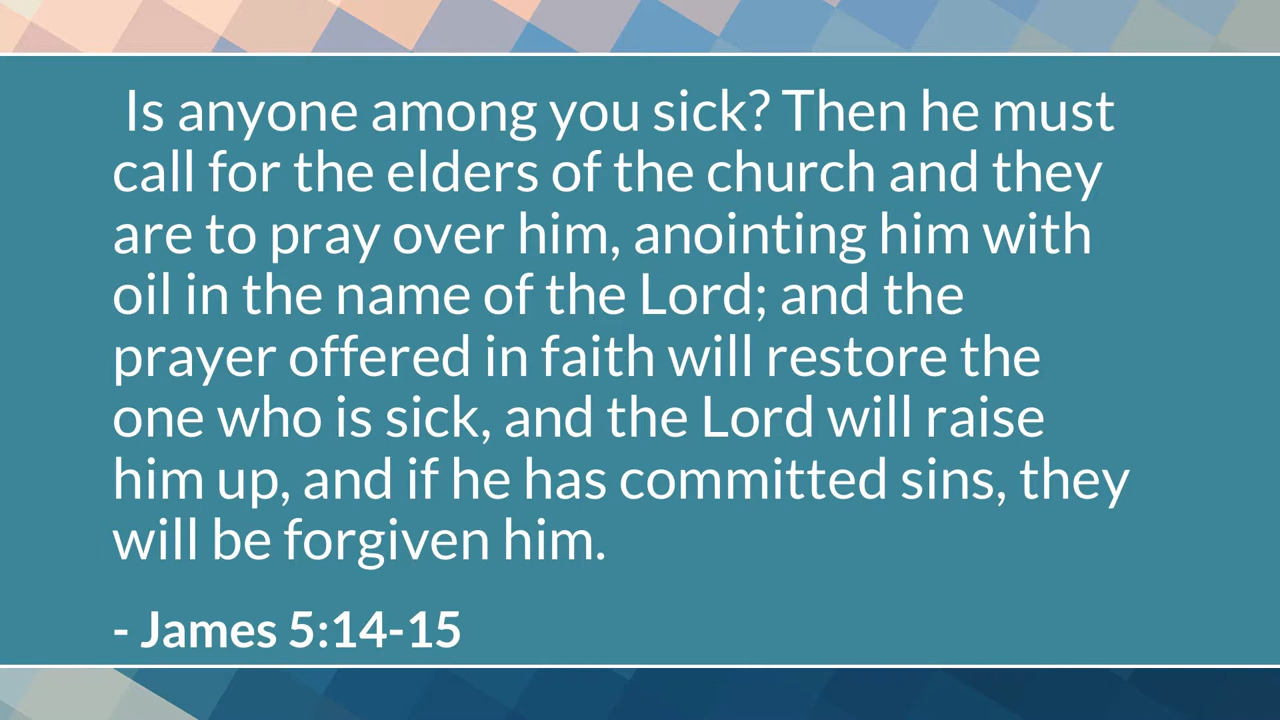 Is anyone among you sick? Then he must
call for the elders of the church and they
are to pray over him, anointing him with
oil in the name of the Lord; and the
prayer offered in faith will restore the
one who is sick, and the Lord will raise
him up, and if he has committed sins, they
will be forgiven him.
- James 5:14-15